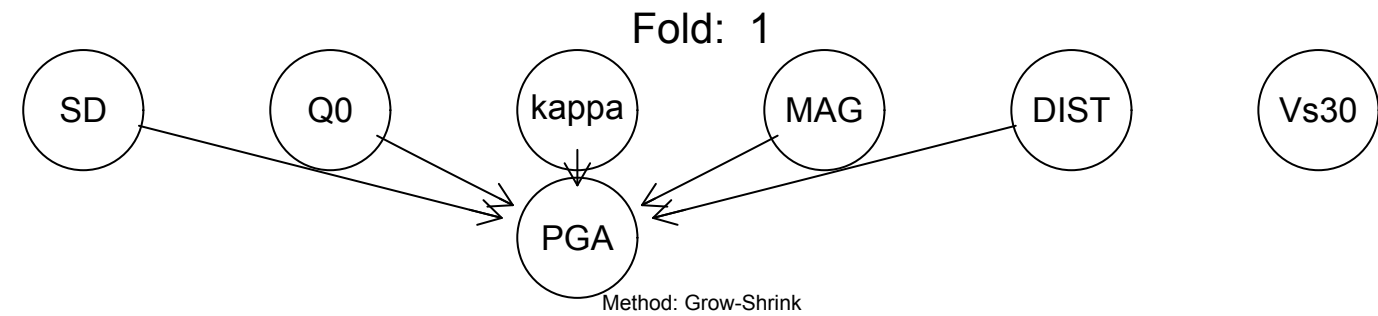 Fold: 1
SD Q0 kappa MAG DIST Vs30
PGA
Method: Grow-Shrink